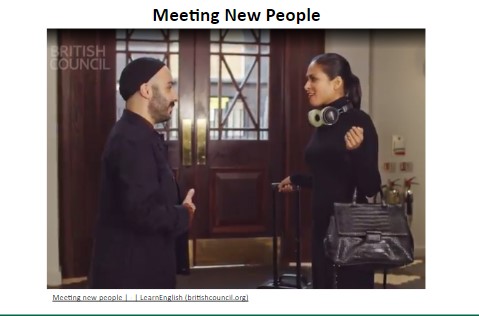 Meeting New People
BRITISH
COUNCIL
Meeting new people | | LearnEnglish (britishcouncil.org)